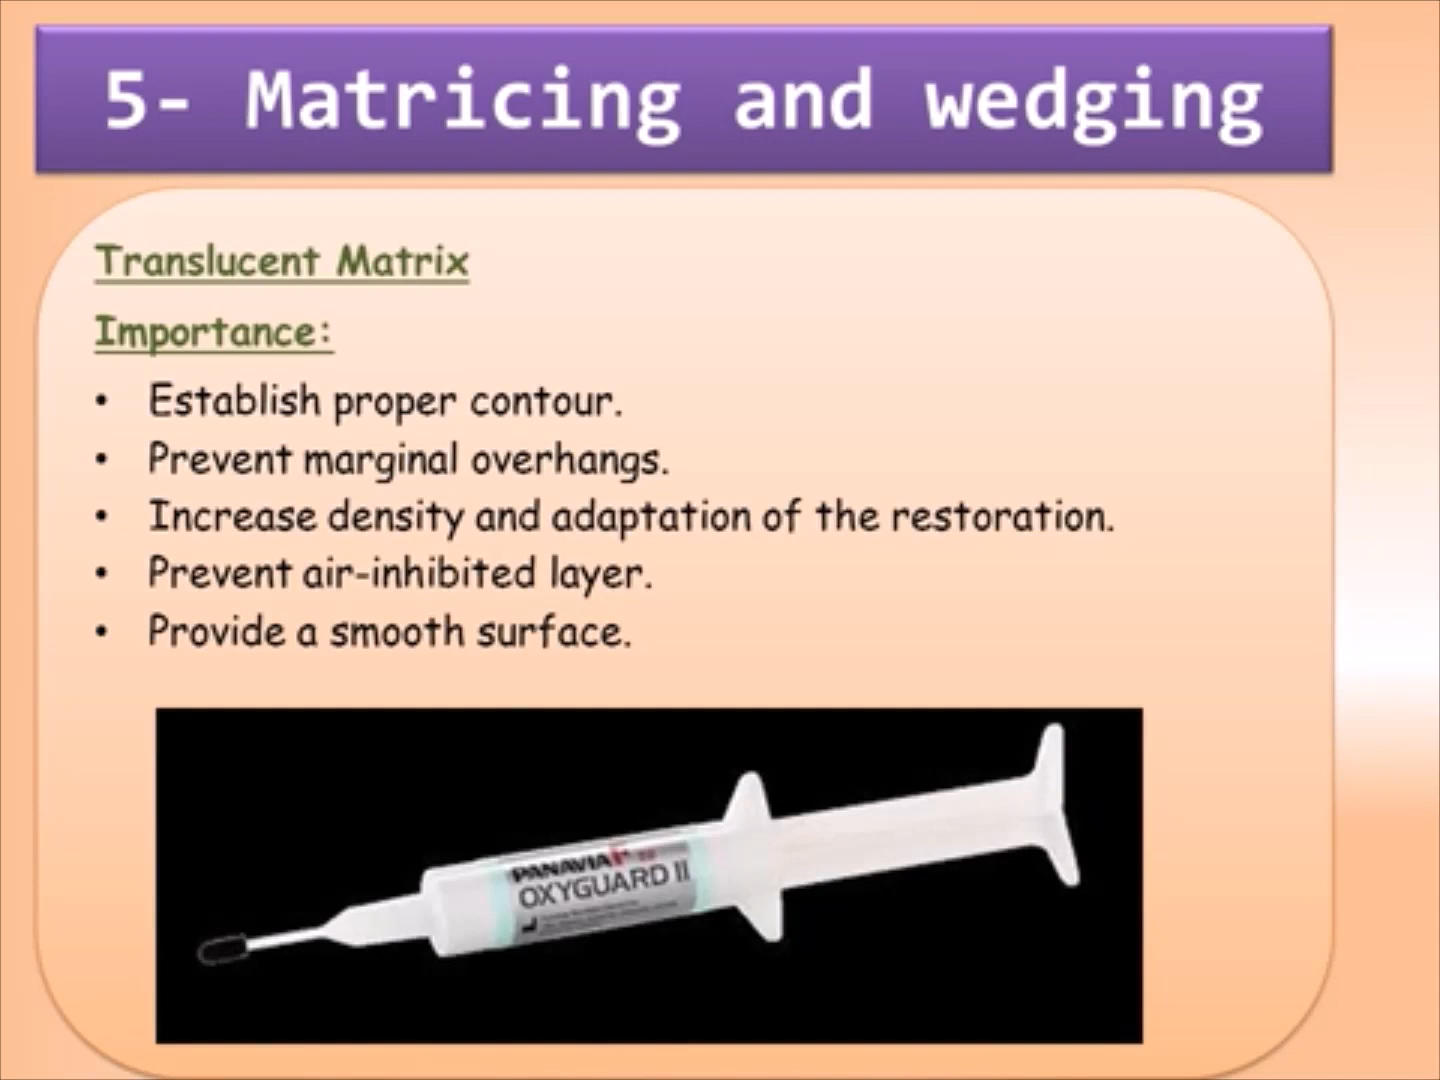 5- Matricing and wedging
Translucent Matrix
Importance:
• Establish proper contour.
• Prevent marginal overhangs.
• Increase density and adaptation of the restoration.
• Prevent air-inhibited layer.
• Provide a smooth surface.
PANAVIA F
OXYGUARD II